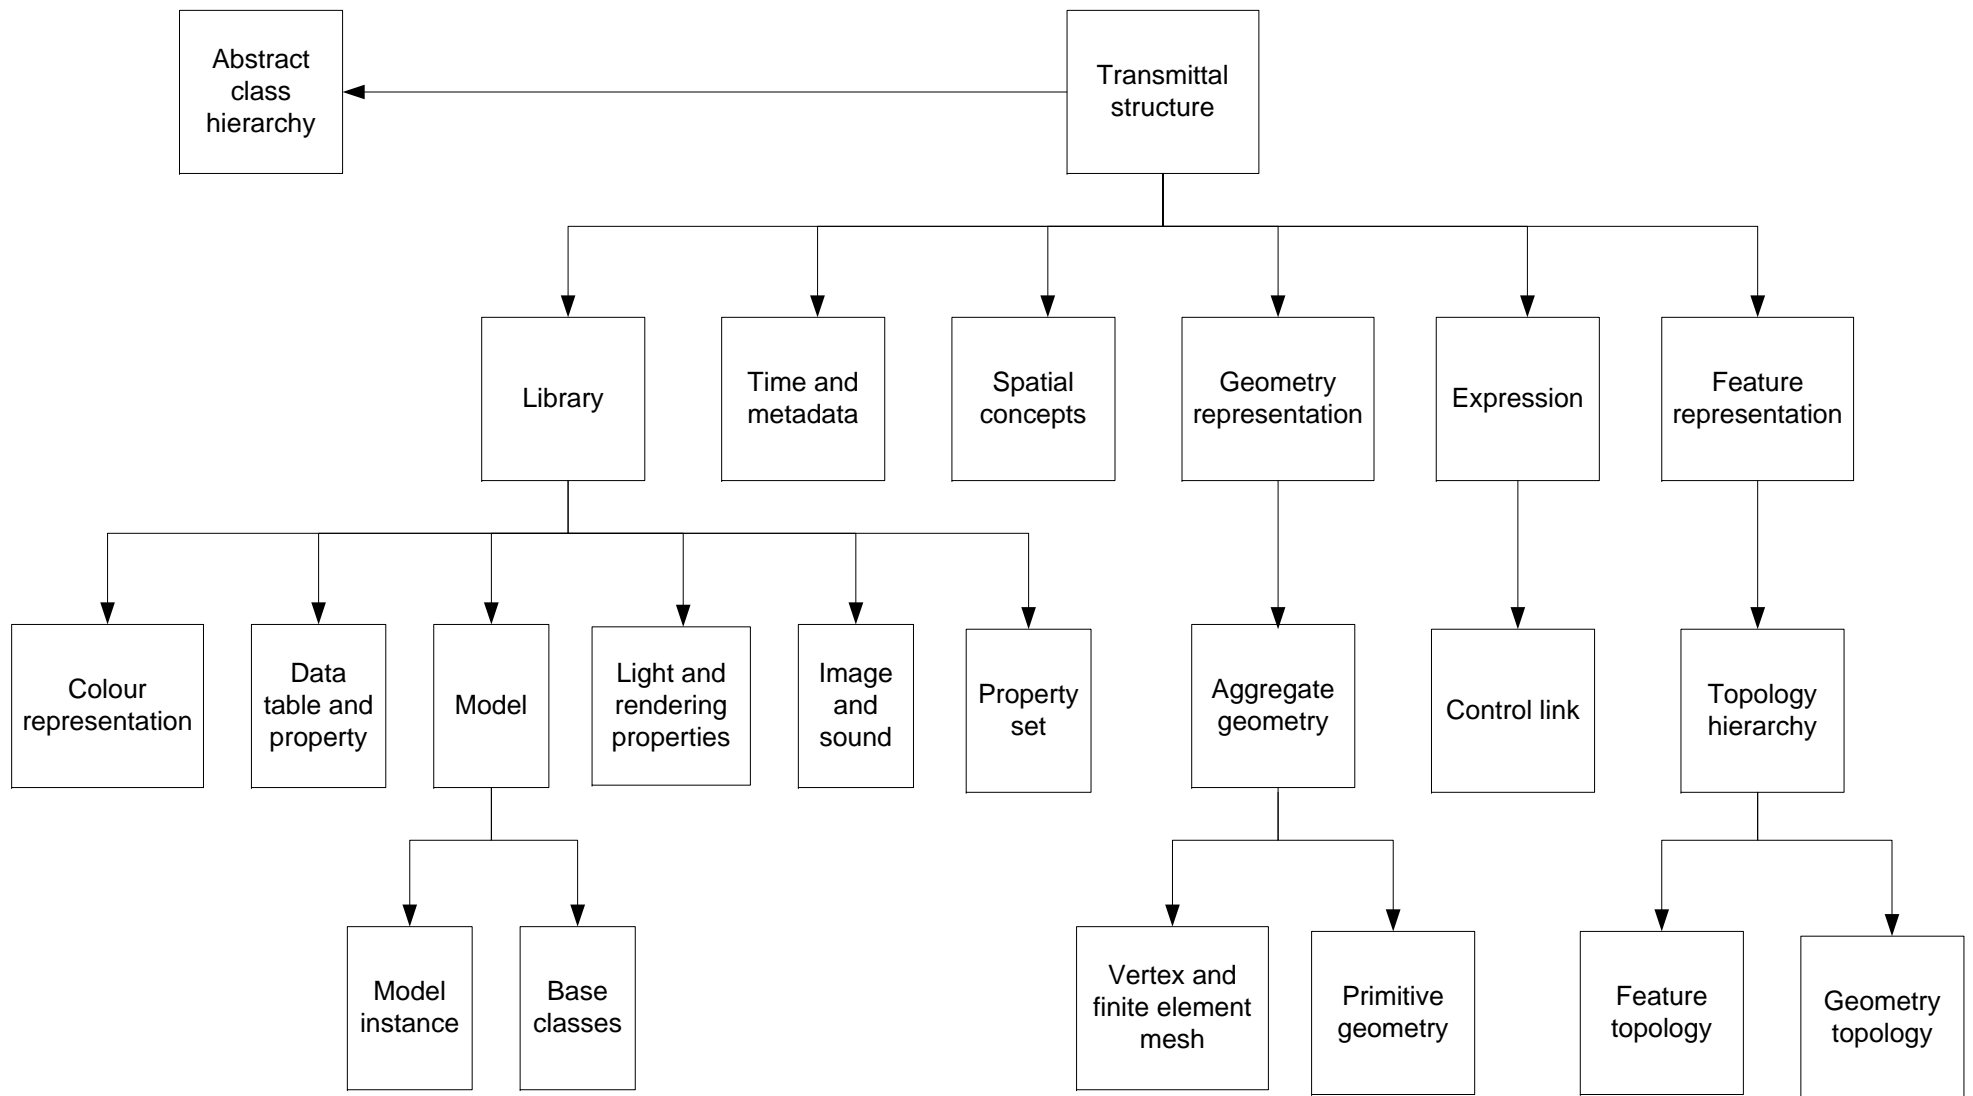 Abstract
class
hierarchy
Transmittal
structure
Library
Time and
metadata
Spatial
concepts
Geometry
representation
Expression
Feature
representation
Colour
representation
Data
table and
property
Model
Light and
rendering
properties
Image
and
sound
Property
set
Aggregate
geometry
Control link
Topology
hierarchy
Model
instance
Base
classes
Vertex and
finite element
mesh
Primitive
geometry
Feature
topology
Geometry
topology